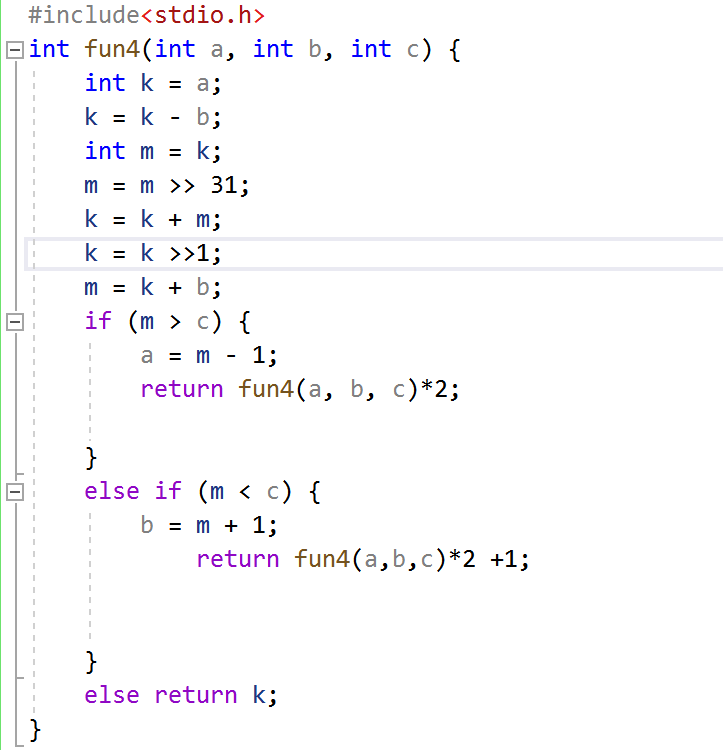 #include<stdio.h>
int fun4(int a, int b, int c) {
    int k = a;
    k = k - b;
    int m = k;
    m = m >> 31;
    k = k + m;
    k = k >>1;
    m = k + b;
    if (m > c) {
        a = m - 1;
        return fun4(a, b, c)*2;
    }
    else if (m < c) {
        b = m + 1;
            return fun4(a,b,c)*2 +1;
    }
    else return k;
}